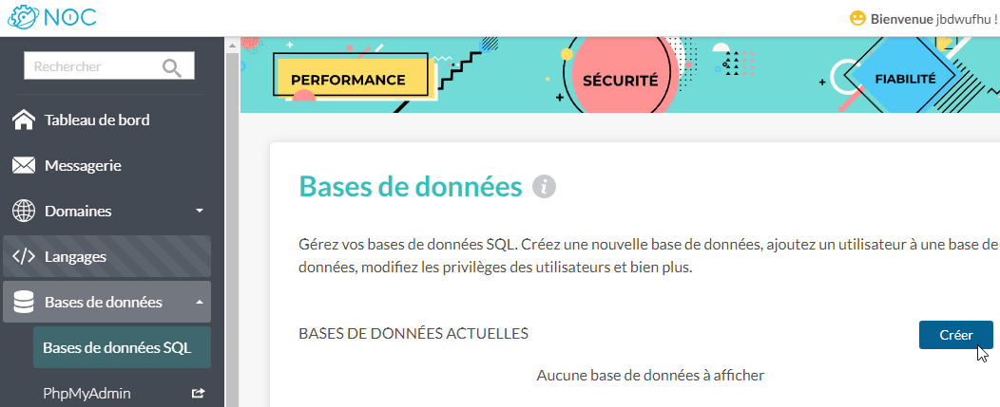 NOC
Bienvenue jbdwufhu !
Rechercher
Tableau de bord
Messagerie
Domaines
</> Langages
Bases de données
Bases de données SQL
PhpMyAdmin
PERFORMANCE
SÉCURITÉ
FIABILITÉ
Bases de données i
Gérez vos bases de données SQL. Créez une nouvelle base de données, ajoutez un utilisateur à une base de
données, modifiez les privilèges des utilisateurs et bien plus.
BASES DE DONNÉES ACTUELLES
Créer
Aucune base de données à afficher